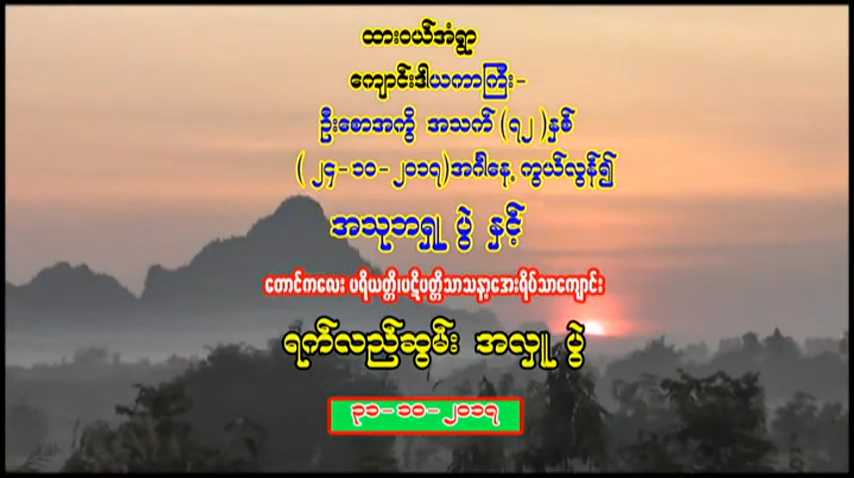 ထားဝယ်အံရွာ
ကျောင်းဒါယကာကြီး-
ဦးစောအကွိ အသက် (၇၂ )နှစ်
( ၂၄-၁၀-၂၀၁၇)အင်္ဂါနေ့ ကွယ်လွန်၍
အသုဘရှု ပွဲ နှင့်
တောင်ကလေး ပရိယတ္တိ၊ပဋိပတ္တိသာသနာ့အေးရိပ်သာကျောင်း
ရက်လည်ဆွမ်း အလှူ ပွဲ
၃၁-၁၀-၂၀၁၇